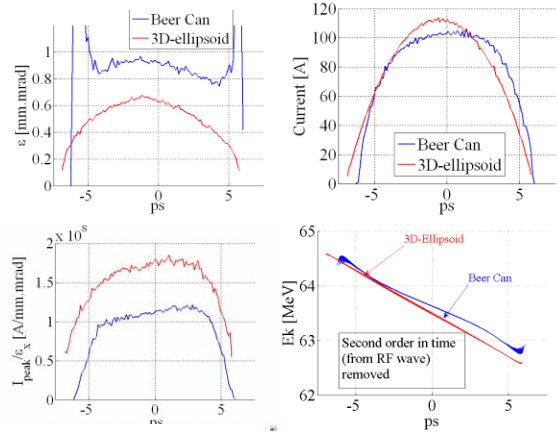 Beer Can
3D-ellipsoid
1
0.8
0.6
0.4
0.2
0
ε [mm.mrad]
-5 0 5
ps
120
100
80
60
40
20
0
Current [A]
Beer Can
3D-ellipsoid
-5 0 5
ps
2 x 10^8
1.5
1
0.5
0
I_peak/ε_x [A/mm.mrad]
-5 0 5
ps
65
64
63
62
Ek [MeV]
3D-Ellipsoid
Beer Can
Second order in time
(from RF wave)
removed
-5 0 5
ps